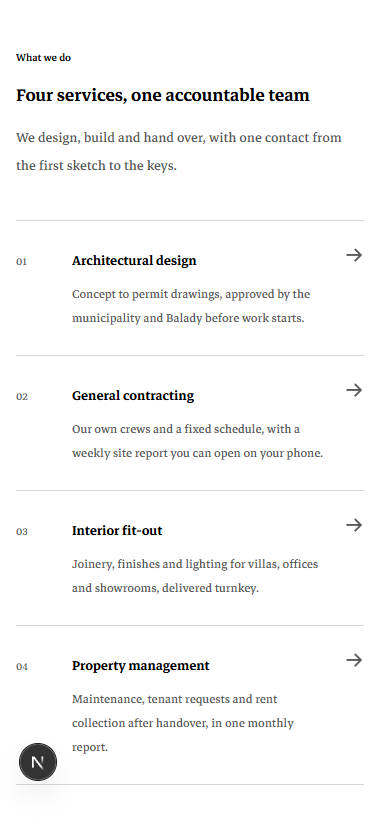 What we do
Four services, one accountable team
We design, build and hand over, with one contact from
the first sketch to the keys.
01
Architectural design
Concept to permit drawings, approved by the
municipality and Balady before work starts.
02
General contracting
Our own crews and a fixed schedule, with a
weekly site report you can open on your phone.
03
Interior fit-out
Joinery, finishes and lighting for villas, offices
and showrooms, delivered turnkey.
04
Property management
Maintenance, tenant requests and rent
collection after handover, in one monthly
report.
N